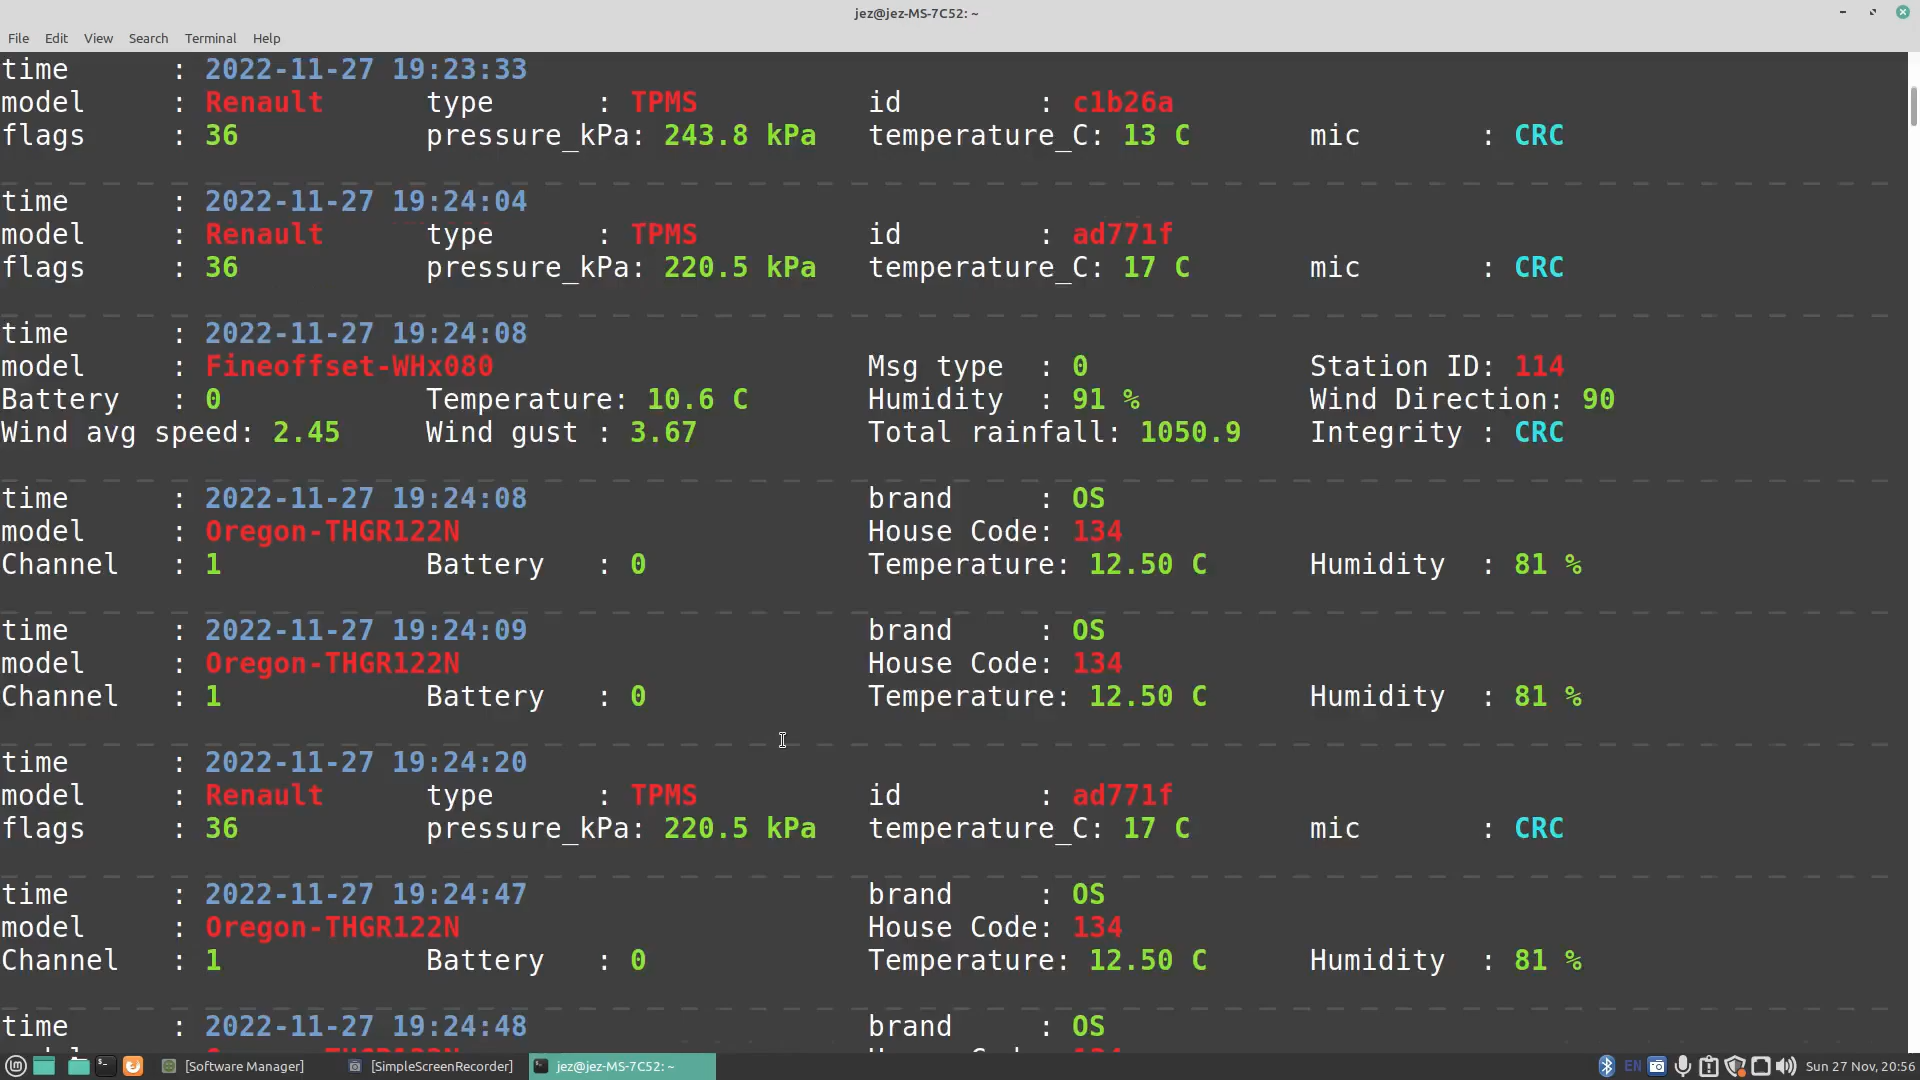 jez@jez-MS-7C52: ~
File Edit View Search Terminal Help
time : 2022-11-27 19:23:33
model : Renault type : TPMS id : c1b26a
flags : 36 pressure_kPa: 243.8 kPa temperature_C: 13 C mic : CRC
time : 2022-11-27 19:24:04
model : Renault type : TPMS id : ad771f
flags : 36 pressure_kPa: 220.5 kPa temperature_C: 17 C mic : CRC
time : 2022-11-27 19:24:08
model : Fineoffset-WHx080 Msg type : 0 Station ID: 114
Battery : 0 Temperature: 10.6 C Humidity : 91 % Wind Direction: 90
Wind avg speed: 2.45 Wind gust : 3.67 Total rainfall: 1050.9 Integrity : CRC
time : 2022-11-27 19:24:08 brand : OS
model : Oregon-THGR122N House Code: 134
Channel : 1 Battery : 0 Temperature: 12.50 C Humidity : 81 %
time : 2022-11-27 19:24:09 brand : OS
model : Oregon-THGR122N House Code: 134
Channel : 1 Battery : 0 Temperature: 12.50 C Humidity : 81 %
time : 2022-11-27 19:24:20
model : Renault type : TPMS id : ad771f
flags : 36 pressure_kPa: 220.5 kPa temperature_C: 17 C mic : CRC
time : 2022-11-27 19:24:47 brand : OS
model : Oregon-THGR122N House Code: 134
Channel : 1 Battery : 0 Temperature: 12.50 C Humidity : 81 %
time : 2022-11-27 19:24:48 brand : OS
[Software Manager] [SimpleScreenRecorder] jez@jez-MS-7C52: ~ EN Sun 27 Nov, 20:56